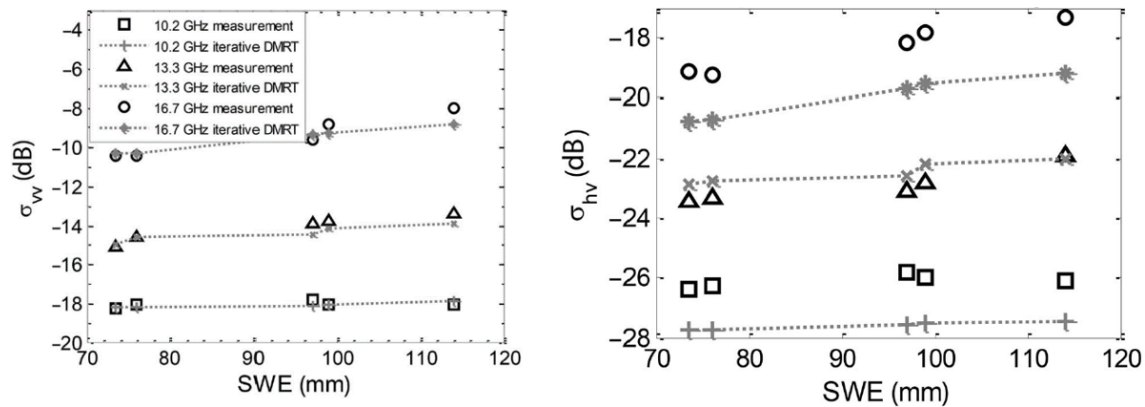 −4
−6
−8
−10
−12
−14
−16
−18
−20
σvv (dB)
10.2 GHz measurement
10.2 GHz iterative DMRT
13.3 GHz measurement
13.3 GHz iterative DMRT
16.7 GHz measurement
16.7 GHz iterative DMRT
70 80 90 100 110 120
SWE (mm)
−18
−20
−22
−24
−26
−28
σhv (dB)
70 80 90 100 110 120
SWE (mm)